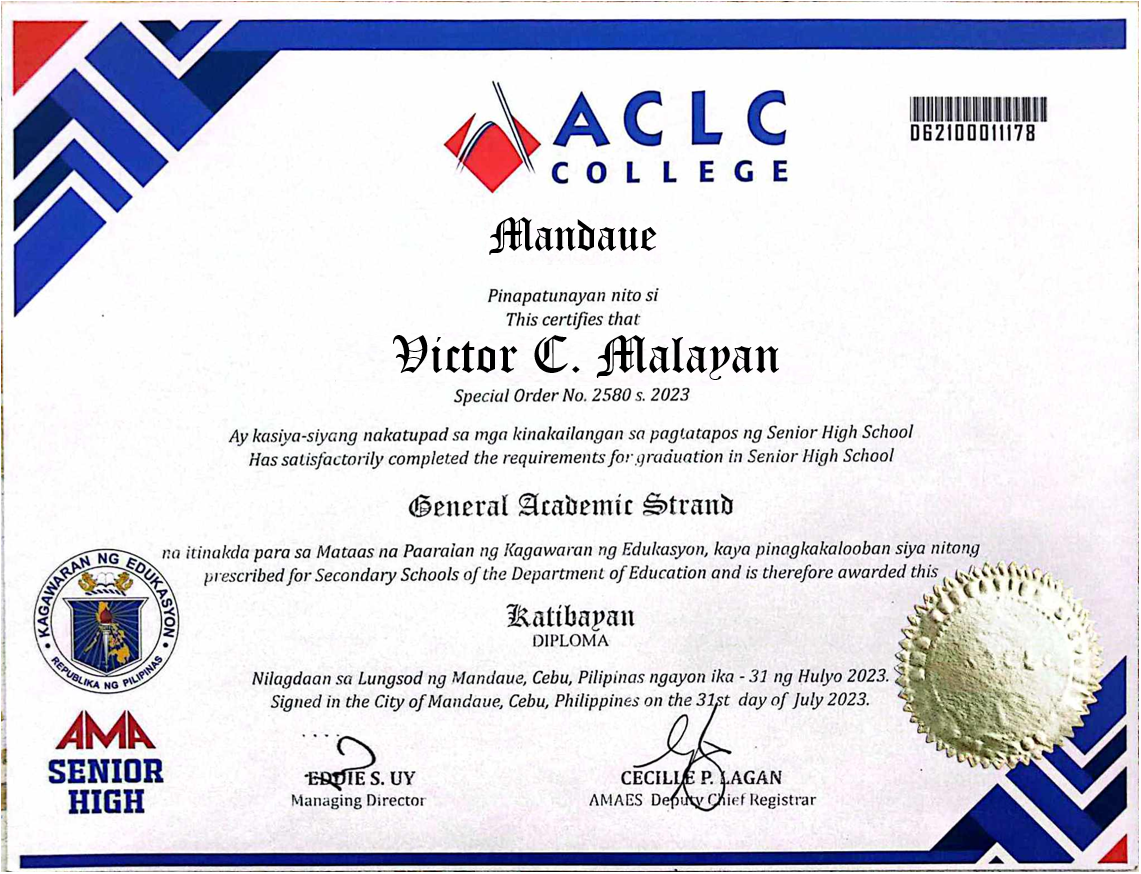 ACLC
COLLEGE
D62100011178
Mandaue
Pinapatunayan nito si
This certifies that
Victor C. Malayan
Special Order No. 2580 s. 2023
Ay kasiya-siyang nakatupad sa mga kinakailangan sa pagtatapos ng Senior High School
Has satisfactorily completed the requirements for graduation in Senior High School
General Academic Strand
na itinakda para sa Mataas na Paaralan ng Kagawaran ng Edukasyon, kaya pinagkakalooban siya nitong
prescribed for Secondary Schools of the Department of Education and is therefore awarded this
Katibayan
DIPLOMA
KAGAWARAN NG EDUKASYON
REPUBLIKA NG PILIPINAS
Nilagdaan sa Lungsod ng Mandaue, Cebu, Pilipinas ngayon ika - 31 ng Hulyo 2023.
Signed in the City of Mandaue, Cebu, Philippines on the 31st day of July 2023.
AMA
SENIOR
HIGH
EDDIE S. UY
Managing Director
CECILLE P. LAGAN
AMAES Deputy Chief Registrar